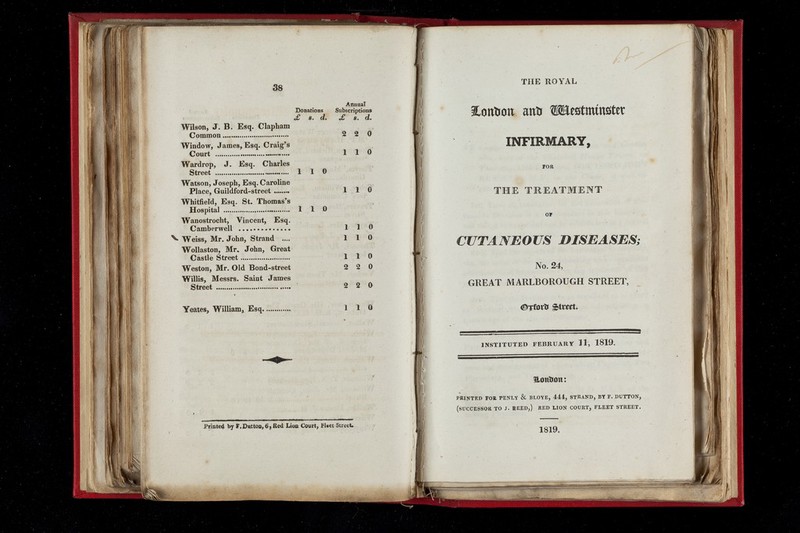 38
Annual
Donations Subscriptions
£ s. d. £ s. d.
Wilson, J. B. Esq. Clapham
Common ................................ 2 2 0
Window, James, Esq. Craig's
Court .................................... 1 1 0
Wardrop, J. Esq. Charles
Street .................................... 1 1 0
Watson, Joseph, Esq. Caroline
Place, Guildford-street ........ 1 1 0
Whitfield, Esq. St. Thomas's
Hospital ................................ 1 1 0
Wanostrocht, Vincent, Esq.
Camberwell .............. 1 1 0
Weiss, Mr. John, Strand .... 1 1 0
Wollaston, Mr. John, Great
Castle Street ........................ 1 1 0
Weston, Mr. Old Bond-street 2 2 0
Willis, Messrs. Saint James
Street .................................... 2 2 0
Yeates, William, Esq. ............ 1 1 0
Printed by F. Dutton, 6, Red Lion Court, Fleet Street.
THE ROYAL
London and Westminster
INFIRMARY,
FOR
THE TREATMENT
OF
CUTANEOUS DISEASES;
No. 24,
GREAT MARLBOROUGH STREET,
Oxford Street.
INSTITUTED FEBRUARY 11, 1819.
London:
PRINTED FOR FENLY & BLOYE, 444, STRAND, BY F. DUTTON,
(SUCCESSOR TO J. REED,) RED LION COURT, FLEET STREET.
1819.